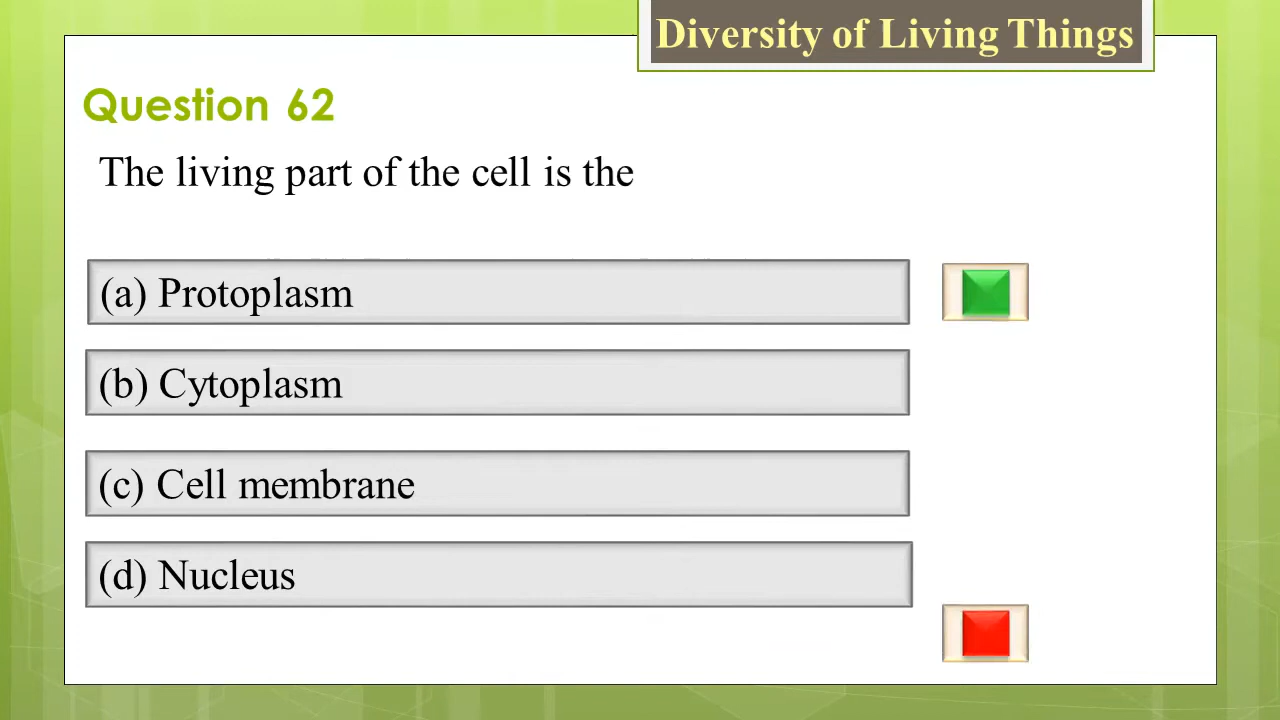 Diversity of Living Things
Question 62
The living part of the cell is the
(a) Protoplasm
(b) Cytoplasm
(c) Cell membrane
(d) Nucleus